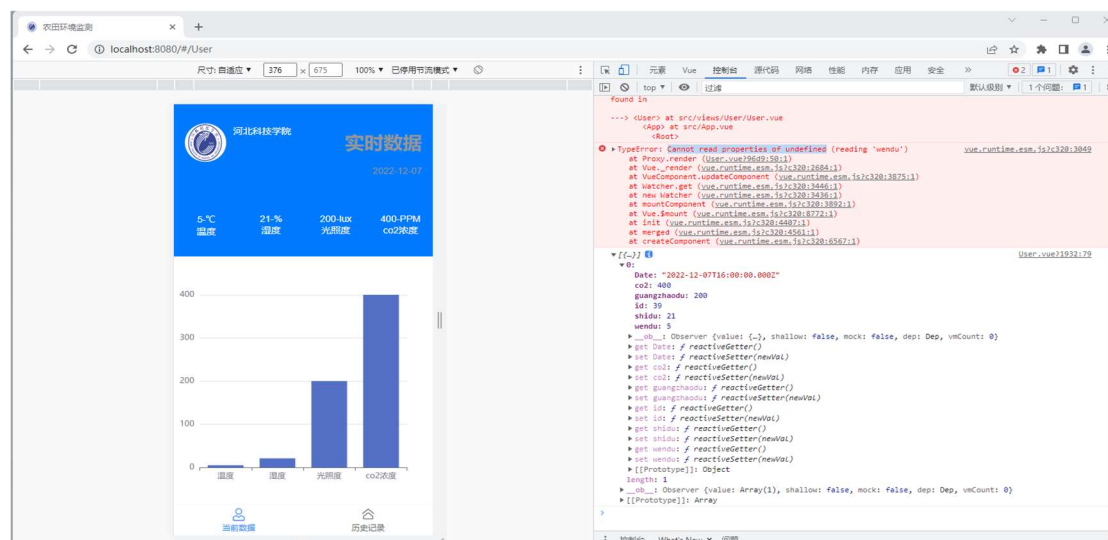 农田环境监测
localhost:8080/#/User
尺寸: 自适应 ▼ 376 × 675 100% ▼ 已停用节流模式 ▼
元素 Vue 控制台 源代码 网络 性能 内存 应用 安全 » 2 1
top ▼ 过滤 默认级别 ▼ 1 个问题: 1
河北科技学院
实时数据
2022-12-07
5-℃ 21-% 200-lux 400-PPM
温度 湿度 光照度 co2浓度
400
300
200
100
0
温度 湿度 光照度 co2浓度
当前数据 历史记录
found in
---> <User> at src/views/User/User.vue
<App> at src/App.vue
<Root>
TypeError: Cannot read properties of undefined (reading 'wendu') vue.runtime.esm.js?c320:3049
at Proxy.render (User.vue?96d9:50:1)
at Vue._render (vue.runtime.esm.js?c320:2684:1)
at VueComponent.updateComponent (vue.runtime.esm.js?c320:3875:1)
at Watcher.get (vue.runtime.esm.js?c320:3446:1)
at new Watcher (vue.runtime.esm.js?c320:3436:1)
at mountComponent (vue.runtime.esm.js?c320:3892:1)
at Vue.$mount (vue.runtime.esm.js?c320:8772:1)
at init (vue.runtime.esm.js?c320:4407:1)
at merged (vue.runtime.esm.js?c320:4561:1)
at createComponent (vue.runtime.esm.js?c320:6567:1)
▼[{…}] User.vue?1932:79
▼0:
Date: "2022-12-07T16:00:00.000Z"
co2: 400
guangzhaodu: 200
id: 39
shidu: 21
wendu: 5
▶__ob__: Observer {value: {…}, shallow: false, mock: false, dep: Dep, vmCount: 0}
▶get Date: ƒ reactiveGetter()
▶set Date: ƒ reactiveSetter(newVal)
▶get co2: ƒ reactiveGetter()
▶set co2: ƒ reactiveSetter(newVal)
▶get guangzhaodu: ƒ reactiveGetter()
▶set guangzhaodu: ƒ reactiveSetter(newVal)
▶get id: ƒ reactiveGetter()
▶set id: ƒ reactiveSetter(newVal)
▶get shidu: ƒ reactiveGetter()
▶set shidu: ƒ reactiveSetter(newVal)
▶get wendu: ƒ reactiveGetter()
▶set wendu: ƒ reactiveSetter(newVal)
▶[[Prototype]]: Object
length: 1
▶__ob__: Observer {value: Array(1), shallow: false, mock: false, dep: Dep, vmCount: 0}
▶[[Prototype]]: Array
控制台 What's New × 问题